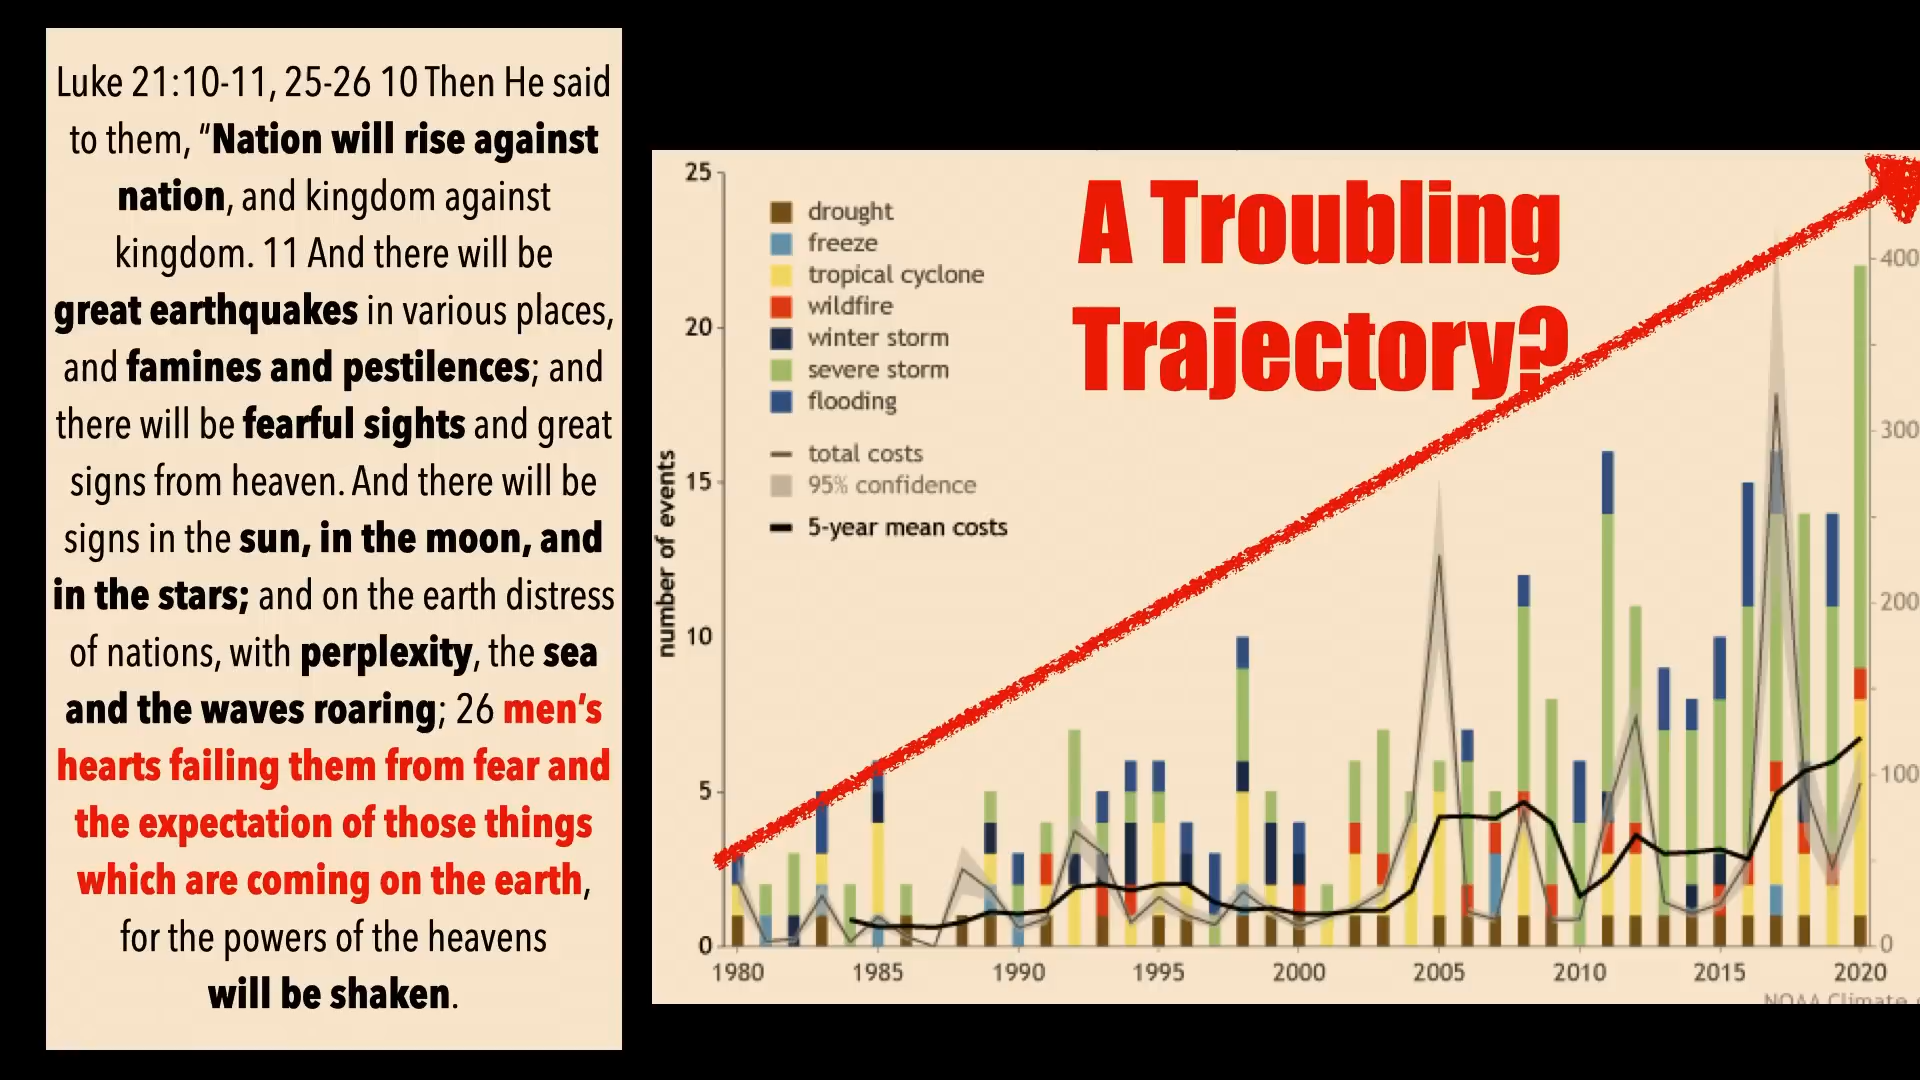 Luke 21:10-11, 25-26 10 Then He said
to them, “Nation will rise against
nation, and kingdom against
kingdom. 11 And there will be
great earthquakes in various places,
and famines and pestilences; and
there will be fearful sights and great
signs from heaven. And there will be
signs in the sun, in the moon, and
in the stars; and on the earth distress
of nations, with perplexity, the sea
and the waves roaring; 26 men’s
hearts failing them from fear and
the expectation of those things
which are coming on the earth,
for the powers of the heavens
will be shaken.
A Troubling
Trajectory?
drought
freeze
tropical cyclone
wildfire
winter storm
severe storm
flooding
total costs
95% confidence
5-year mean costs
number of events
25
20
15
10
5
0
400
300
200
100
0
1980 1985 1990 1995 2000 2005 2010 2015 2020
NOAA Climate